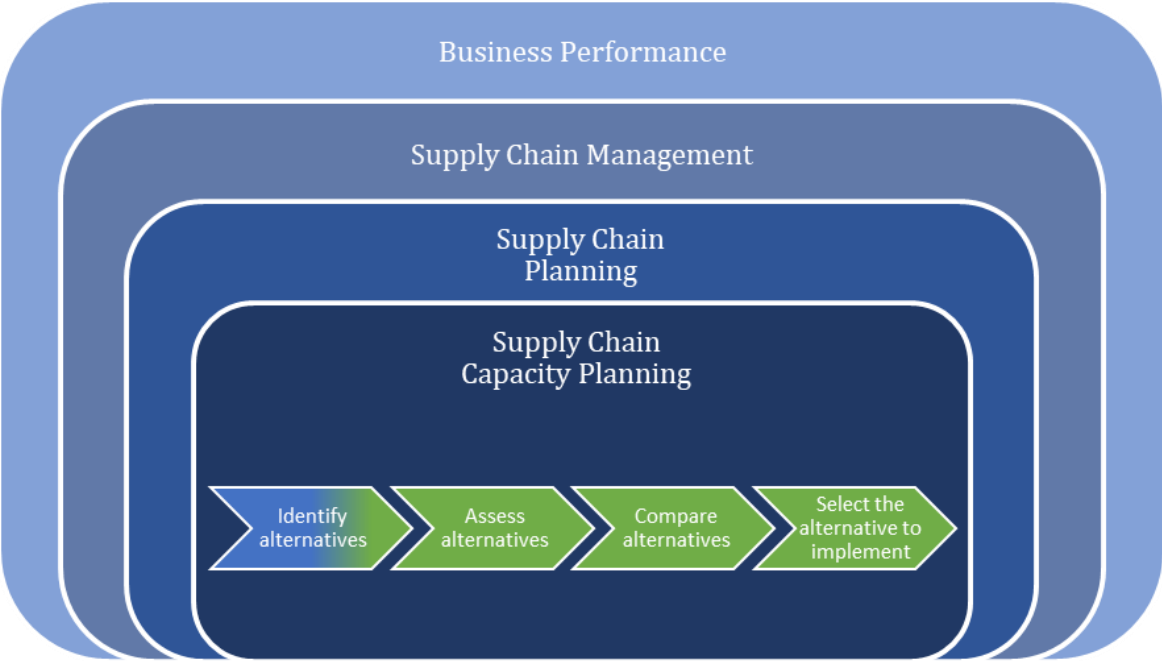 Business Performance
Supply Chain Management
Supply Chain
Planning
Supply Chain
Capacity Planning
Identify
alternatives
Assess
alternatives
Compare
alternatives
Select the
alternative to
implement